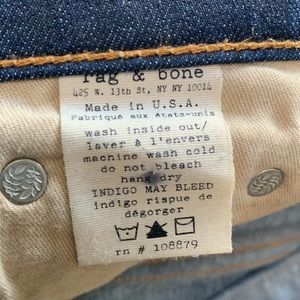 rag & bone
425 W. 13th St, NY NY 10014
Made in U.S.A.
Fabriqué aux états-unis
wash inside out/
laver à l'envers
machine wash cold
do not bleach
hang dry
INDIGO MAY BLEED
indigo risque de
dégorger
rn # 108879